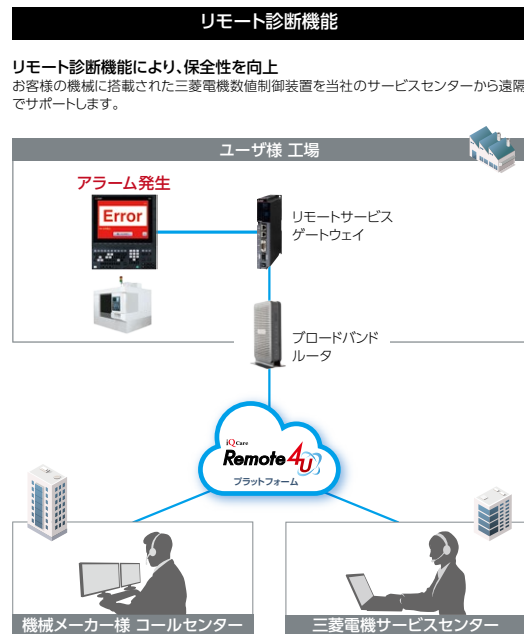 リモート診断機能
リモート診断機能により、保全性を向上
お客様の機械に搭載された三菱電機数値制御装置を当社のサービスセンターから遠隔
でサポートします。
ユーザ様 工場
アラーム発生
Error
リモートサービス
ゲートウェイ
ブロードバンド
ルータ
iQ Care
Remote 4U
プラットフォーム
機械メーカー様 コールセンター
三菱電機サービスセンター